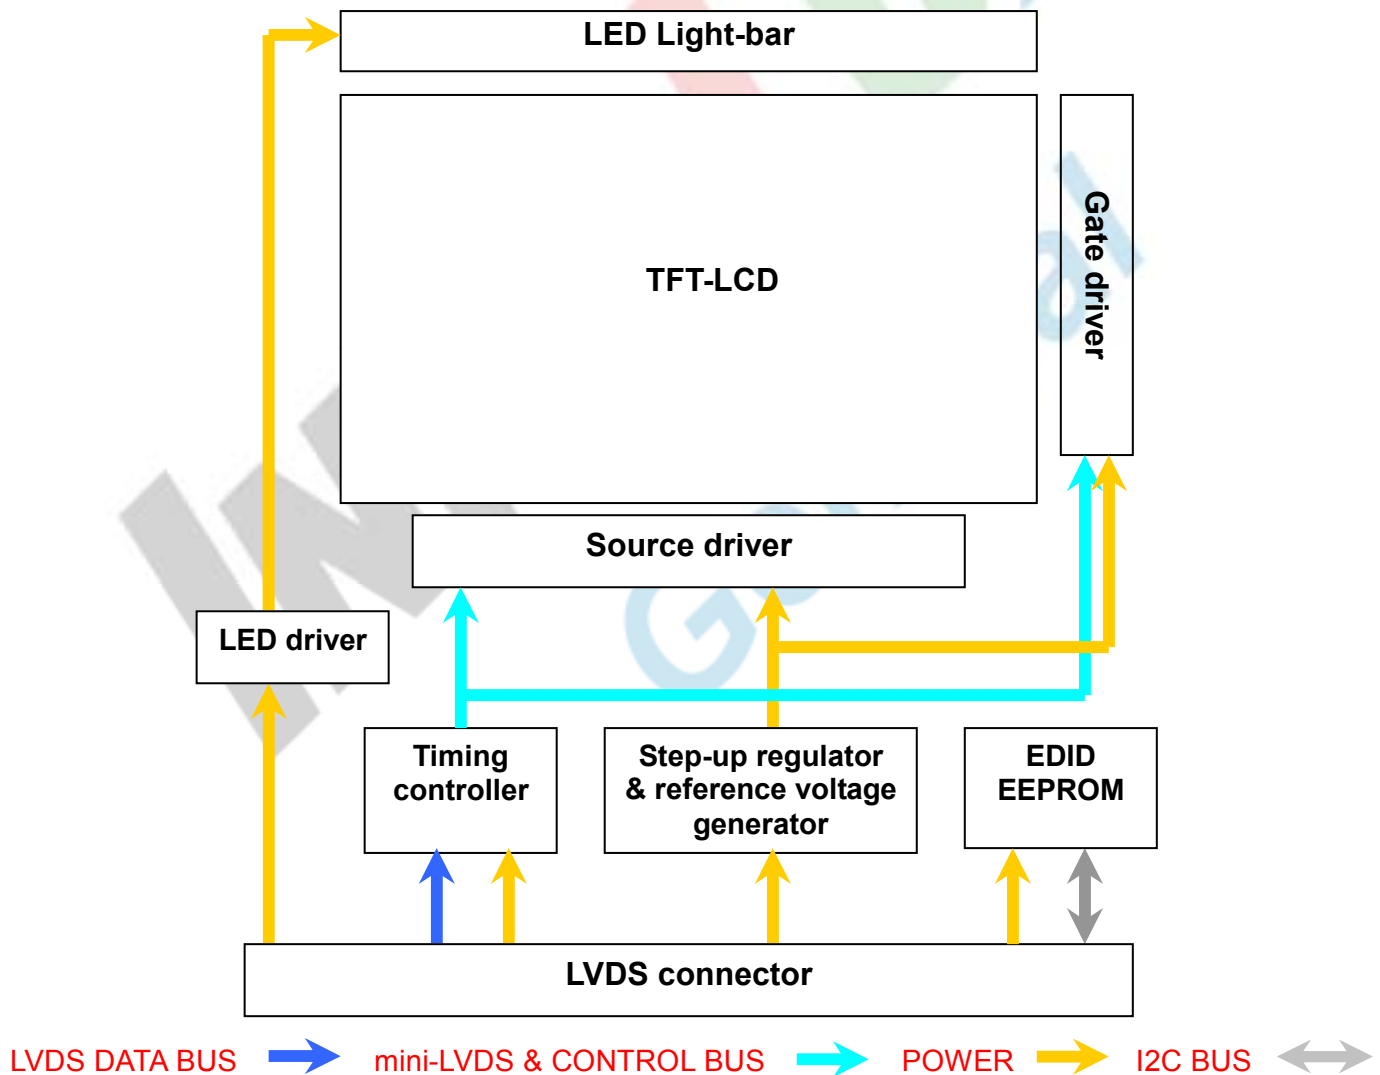 LED Light-bar
TFT-LCD
Gate driver
Source driver
LED driver
Timing
controller
Step-up regulator
& reference voltage
generator
EDID
EEPROM
LVDS connector
LVDS DATA BUS
mini-LVDS & CONTROL BUS
POWER
I2C BUS